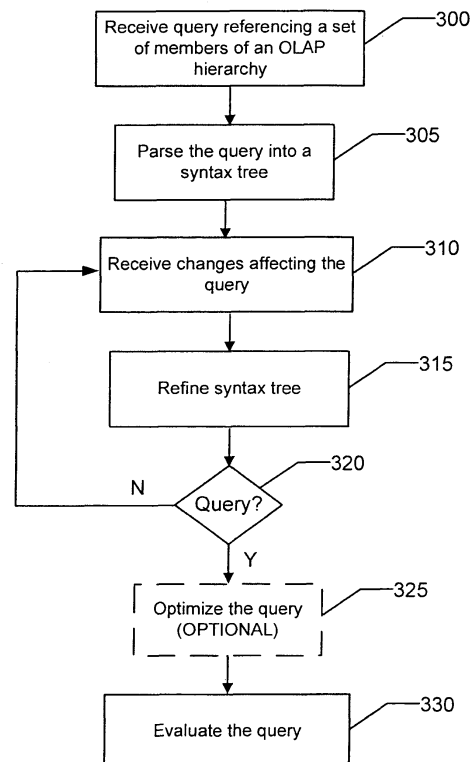 Receive query referencing a set
of members of an OLAP
hierarchy
300
Parse the query into a
syntax tree
305
Receive changes affecting the
query
310
Refine syntax tree
315
Query?
320
N
Y
Optimize the query
(OPTIONAL)
325
Evaluate the query
330